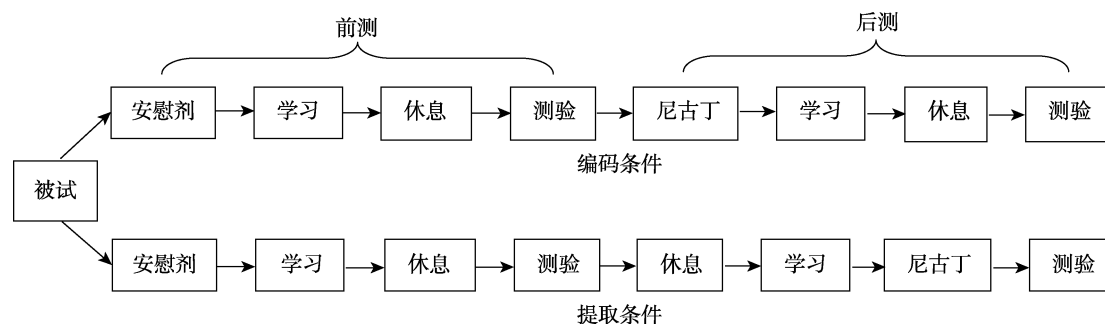 前测 后测
安慰剂 学习 休息 测验 尼古丁 学习 休息 测验
编码条件
被试
安慰剂 学习 休息 测验 休息 学习 尼古丁 测验
提取条件